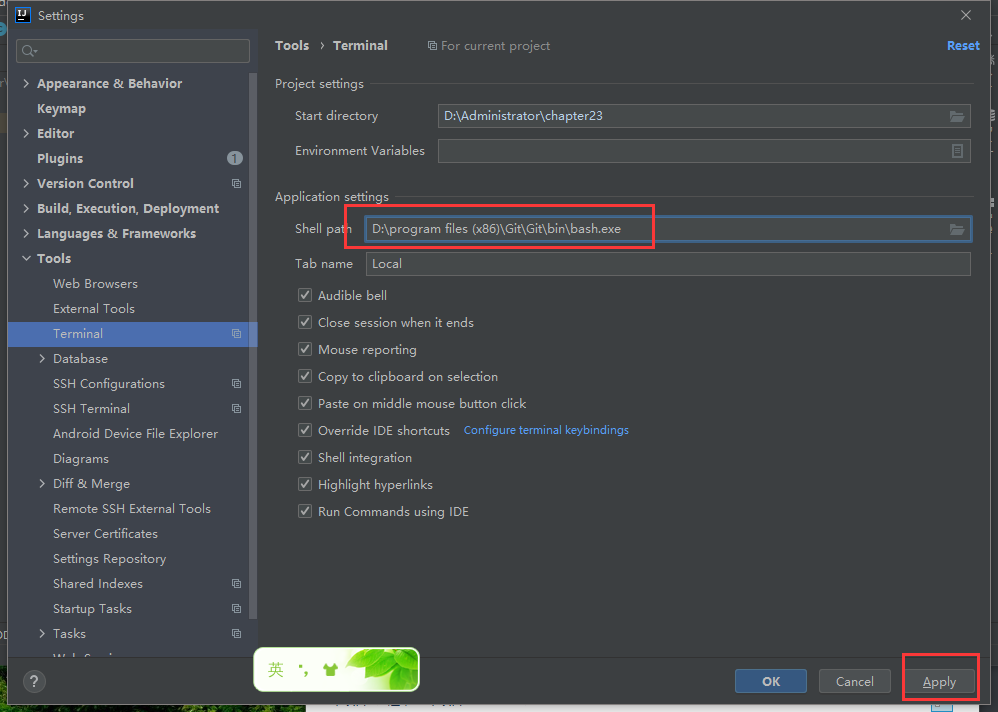 Settings
Tools › Terminal
For current project
Reset
Appearance & Behavior
Keymap
Editor
Plugins
1
Version Control
Build, Execution, Deployment
Languages & Frameworks
Tools
Web Browsers
External Tools
Terminal
Database
SSH Configurations
SSH Terminal
Android Device File Explorer
Diagrams
Diff & Merge
Remote SSH External Tools
Server Certificates
Settings Repository
Shared Indexes
Startup Tasks
Tasks
Project settings
Start directory
D:\Administrator\chapter23
Environment Variables
Application settings
Shell path
D:\program files (x86)\Git\Git\bin\bash.exe
Tab name
Local
Audible bell
Close session when it ends
Mouse reporting
Copy to clipboard on selection
Paste on middle mouse button click
Override IDE shortcuts Configure terminal keybindings
Shell integration
Highlight hyperlinks
Run Commands using IDE
英
?
OK
Cancel
Apply